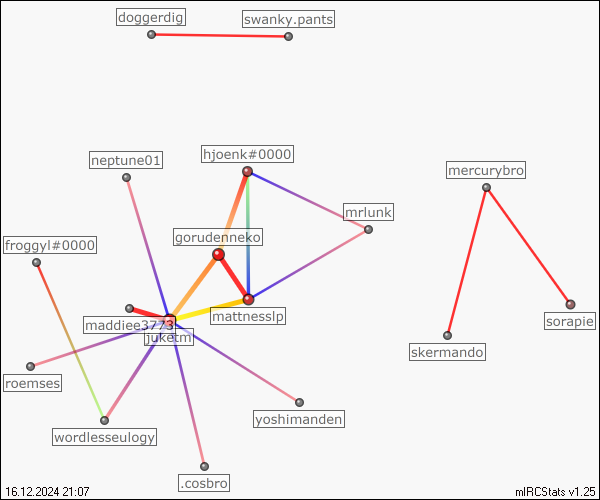 doggerdig
swanky.pants
neptune01
hjoenk#0000
mercurybro
mrlunk
froggyl#0000
gorudenneko
mattnesslp
maddiee3773
juketm
sorapie
skermando
roemses
yoshimanden
wordlesseulogy
.cosbro
16.12.2024 21:07
mIRCStats v1.25